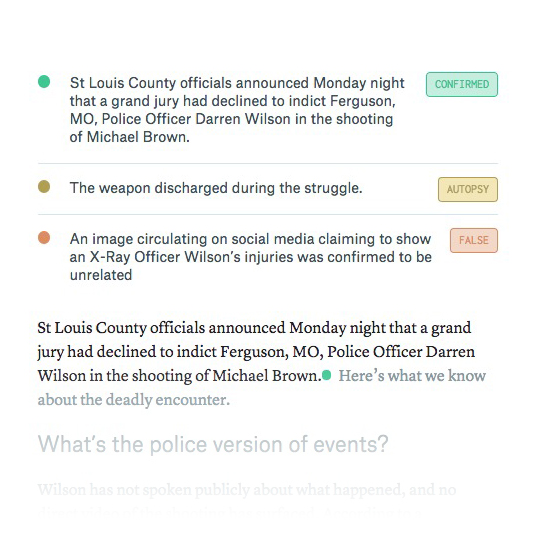 St Louis County officials announced Monday night
CONFIRMED
that a grand jury had declined to indict Ferguson,
MO, Police Officer Darren Wilson in the shooting
of Michael Brown.
The weapon discharged during the struggle.
AUTOPSY
An image circulating on social media claiming to show
FALSE
an X-Ray Officer Wilson's injuries was confirmed to be
unrelated
St Louis County officials announced Monday night that a grand
jury had declined to indict Ferguson, MO, Police Officer Darren
Wilson in the shooting of Michael Brown. Here's what we know
about the deadly encounter.
What's the police version of events?
Wilson has not spoken publicly about what happened, and no